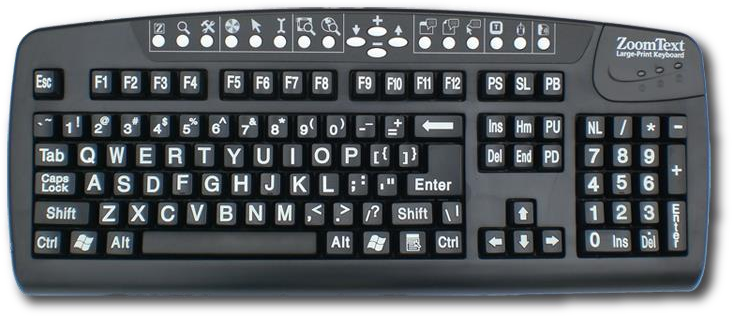 ZoomText
Large-Print Keyboard
Esc F1 F2 F3 F4 F5 F6 F7 F8 F9 F10 F11 F12 PS SL PB
`~ 1! 2@ 3# 4$ 5% 6^ 7& 8* 9( 0) -_ =+ Ins Hm PU NL / * -
Tab Q W E R T Y U I O P [{ ]} Del End PD 7 8 9 +
Caps Lock A S D F G H J K L ;: '" Enter 4 5 6
Shift Z X C V B N M ,< .> /? Shift \| 1 2 3 Enter
Ctrl Alt Alt Ctrl 0 Ins . Del